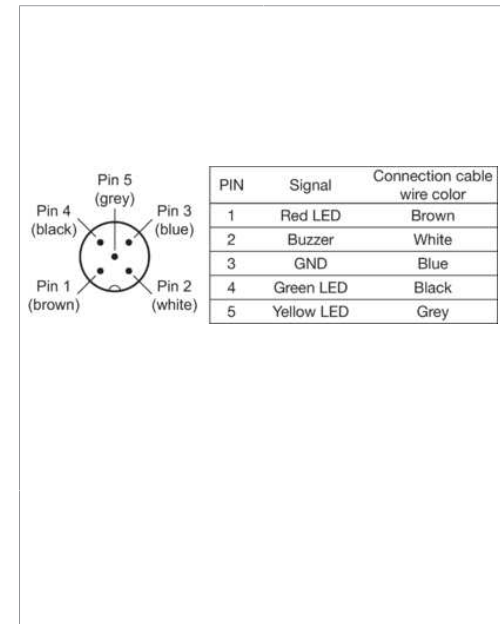 Pin 5
(grey)
Pin 4
(black)
Pin 3
(blue)
Pin 1
(brown)
Pin 2
(white)
PIN Signal Connection cable wire color
1 Red LED Brown
2 Buzzer White
3 GND Blue
4 Green LED Black
5 Yellow LED Grey